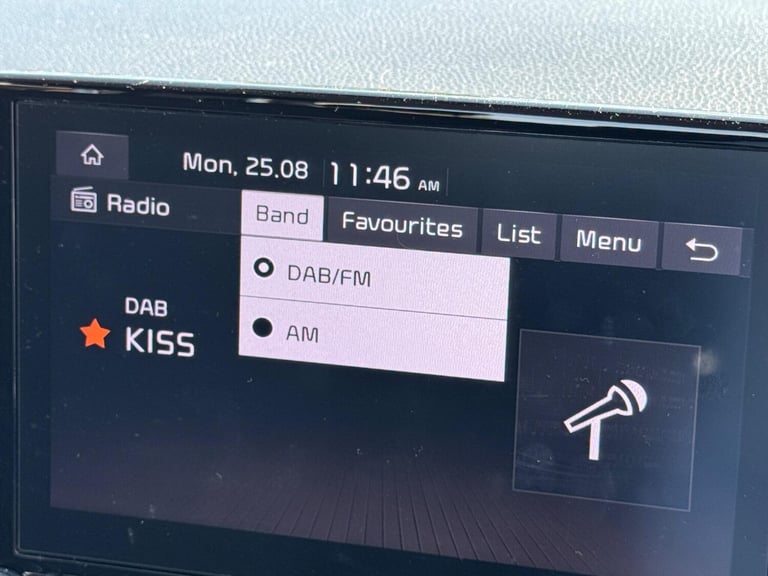 Mon, 25.08 11:46 AM
Radio Band Favourites List Menu
DAB/FM
AM
DAB
KISS